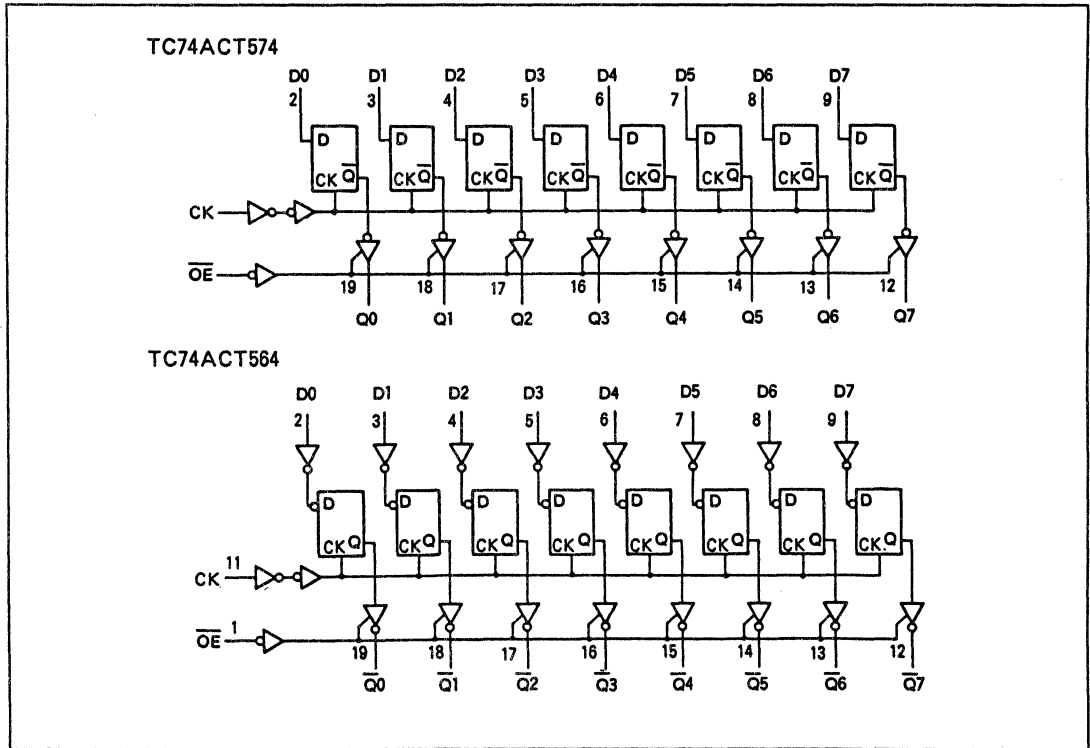 TC74ACT574
D0 D1 D2 D3 D4 D5 D6 D7
2 3 4 5 6 7 8 9
D D D D D D D D
CK Q̅ CK Q̅ CK Q̅ CK Q̅ CK Q̅ CK Q̅ CK Q̅ CK Q̅
CK
O̅E̅
19 18 17 16 15 14 13 12
Q0 Q1 Q2 Q3 Q4 Q5 Q6 Q7
TC74ACT564
D0 D1 D2 D3 D4 D5 D6 D7
2 3 4 5 6 7 8 9
D D D D D D D D
CK Q CK Q CK Q CK Q CK Q CK Q CK Q CK. Q
CK 11
O̅E̅ 1
19 18 17 16 15 14 13 12
Q̅0 Q̅1 Q̅2 Q̅3 Q̅4 Q̅5 Q̅6 Q̅7